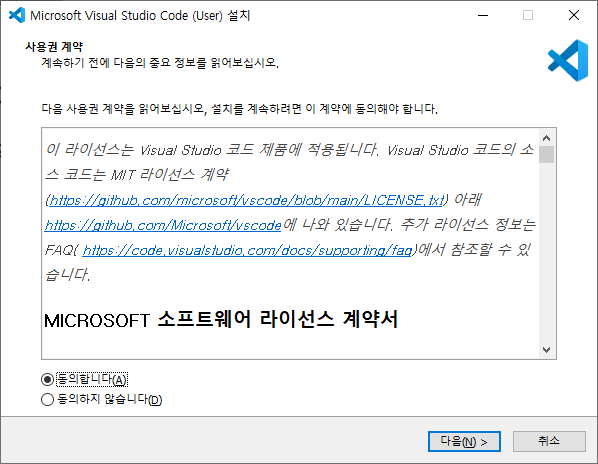 Microsoft Visual Studio Code (User) 설치
사용권 계약
계속하기 전에 다음의 중요 정보를 읽어보십시오.
다음 사용권 계약을 읽어보십시오, 설치를 계속하려면 이 계약에 동의해야 합니다.
이 라이선스는 Visual Studio 코드 제품에 적용됩니다. Visual Studio 코드의 소
스 코드는 MIT 라이선스 계약
(https://github.com/microsoft/vscode/blob/main/LICENSE.txt) 아래
https://github.com/Microsoft/vscode에 나와 있습니다. 추가 라이선스 정보는
FAQ( https://code.visualstudio.com/docs/supporting/faq)에서 참조할 수 있
습니다.
MICROSOFT 소프트웨어 라이선스 계약서
동의합니다(A)
동의하지 않습니다(D)
다음(N) >
취소